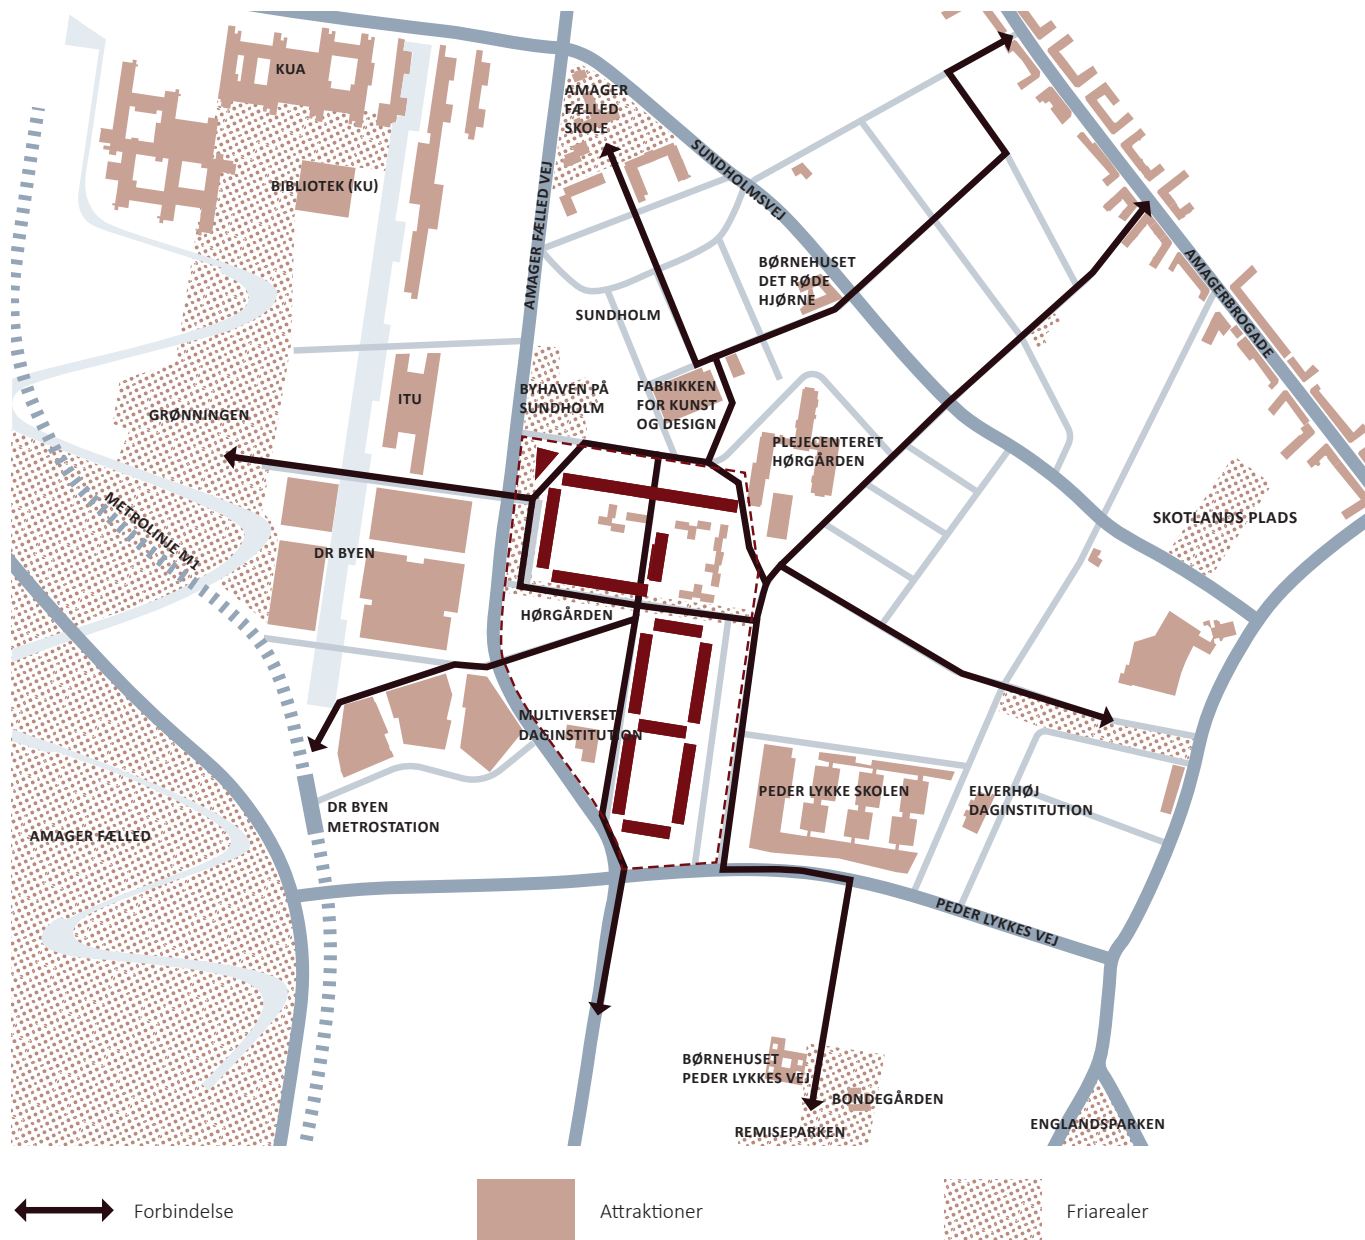 KUA
AMAGER
FÆLLED
SKOLE
SUNDHOLMSVEJ
BIBLIOTEK (KU)
AMAGER FÆLLED VEJ
BØRNEHUSET
DET RØDE
HJØRNE
AMAGERBROGADE
SUNDHOLM
BYHAVEN PÅ
SUNDHOLM
FABRIKKEN
FOR KUNST
OG DESIGN
ITU
GRØNNINGEN
PLEJECENTERET
HØRGÅRDEN
METROLINJE M1
SKOTLANDS PLADS
DR BYEN
HØRGÅRDEN
MULTIVERSET
DAGINSTITUTION
PEDER LYKKE SKOLEN
ELVERHØJ
DAGINSTITUTION
DR BYEN
METROSTATION
AMAGER FÆLLED
PEDER LYKKES VEJ
BØRNEHUSET
PEDER LYKKES VEJ
BONDEGÅRDEN
REMISEPARKEN
ENGLANDSPARKEN
Forbindelse
Attraktioner
Friarealer